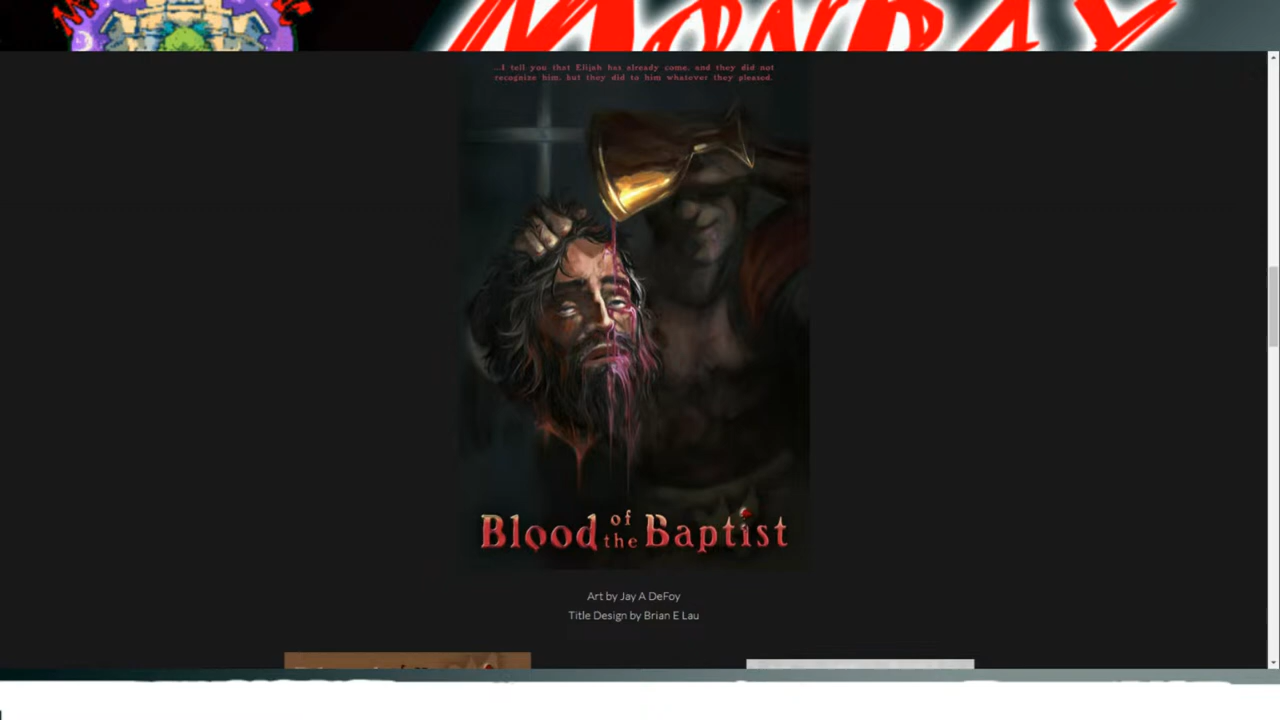 MONDAY
...I tell you that Elijah has already come, and they did not
recognize him, but they did to him whatever they pleased.
Blood of the Baptist
Art by Jay A DeFoy
Title Design by Brian E Lau